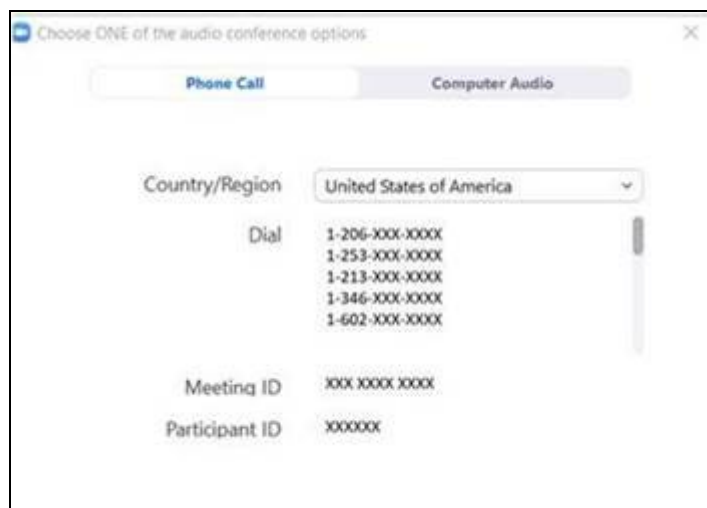 Choose ONE of the audio conference options
Phone Call Computer Audio
Country/Region United States of America
Dial 1-206-XXX-XXXX
1-253-XXX-XXXX
1-213-XXX-XXXX
1-346-XXX-XXXX
1-602-XXX-XXXX
Meeting ID XXX XXXX XXXX
Participant ID XXXXXX